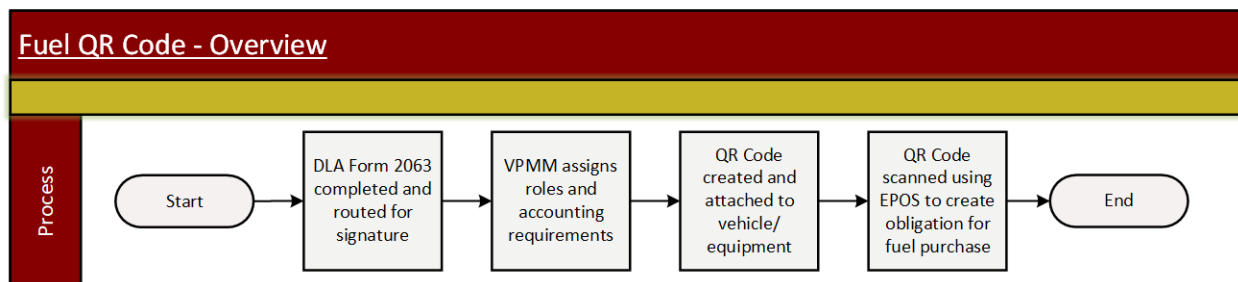 Fuel QR Code - Overview
Process
Start
DLA Form 2063
completed and
routed for
signature
VPMM assigns
roles and
accounting
requirements
QR Code
created and
attached to
vehicle/
equipment
QR Code
scanned using
EPOS to create
obligation for
fuel purchase
End